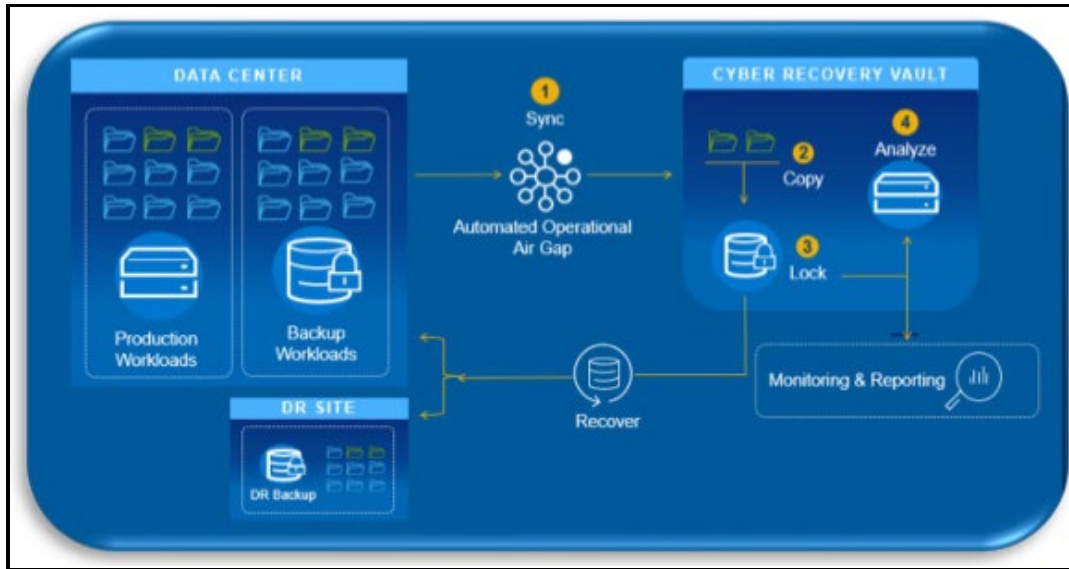 DATA CENTER
Production
Workloads
Backup
Workloads
1
Sync
Automated Operational
Air Gap
CYBER RECOVERY VAULT
2
Copy
3
Lock
4
Analyze
Monitoring & Reporting
Recover
DR SITE
DR Backup